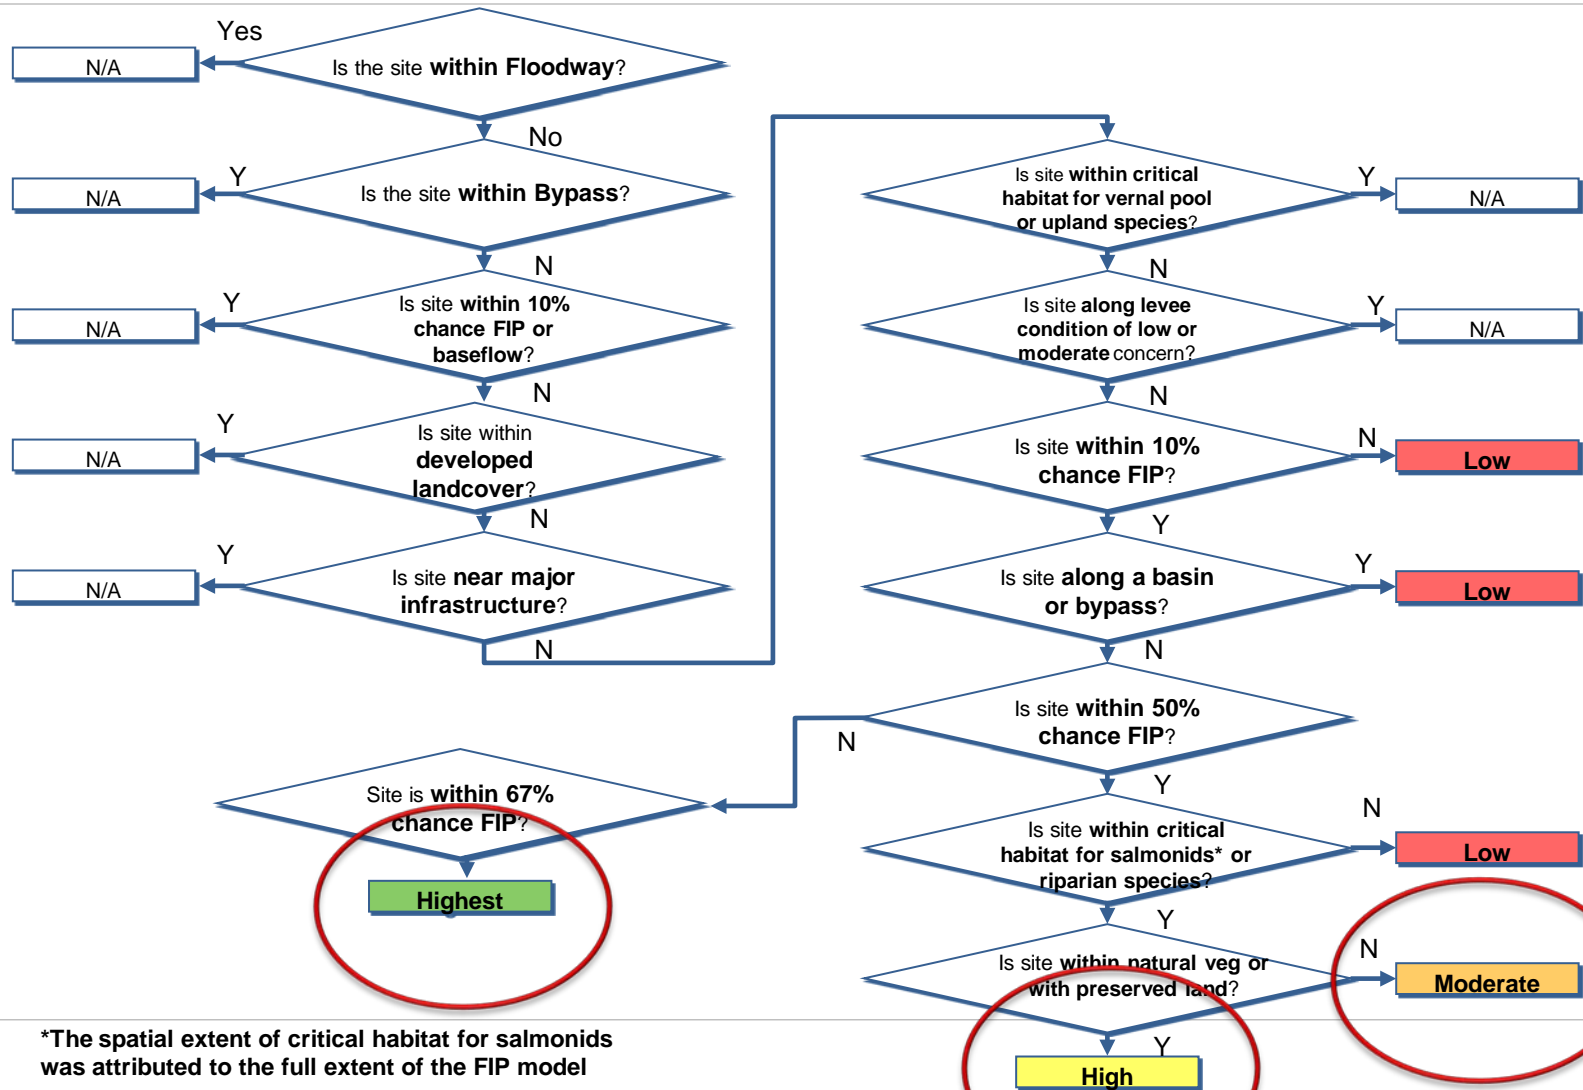 Yes
N/A
Is the site within Floodway?
No
Y
N/A
Is the site within Bypass?
N
Y
N/A
Is site within 10%
chance FIP or
baseflow?
N
Y
N/A
Is site within
developed
landcover?
N
Y
N/A
Is site near major
infrastructure?
N
Is site within critical
habitat for vernal pool
or upland species?
Y
N/A
N
Is site along levee
condition of low or
moderate concern?
Y
N/A
N
Is site within 10%
chance FIP?
N
Low
Y
Is site along a basin
or bypass?
Y
Low
N
Is site within 50%
chance FIP?
N
Site is within 67%
chance FIP?
Highest
Y
Is site within critical
habitat for salmonids* or
riparian species?
N
Low
Y
Is site within natural veg or
with preserved land?
N
Moderate
Y
High
*The spatial extent of critical habitat for salmonids
was attributed to the full extent of the FIP model